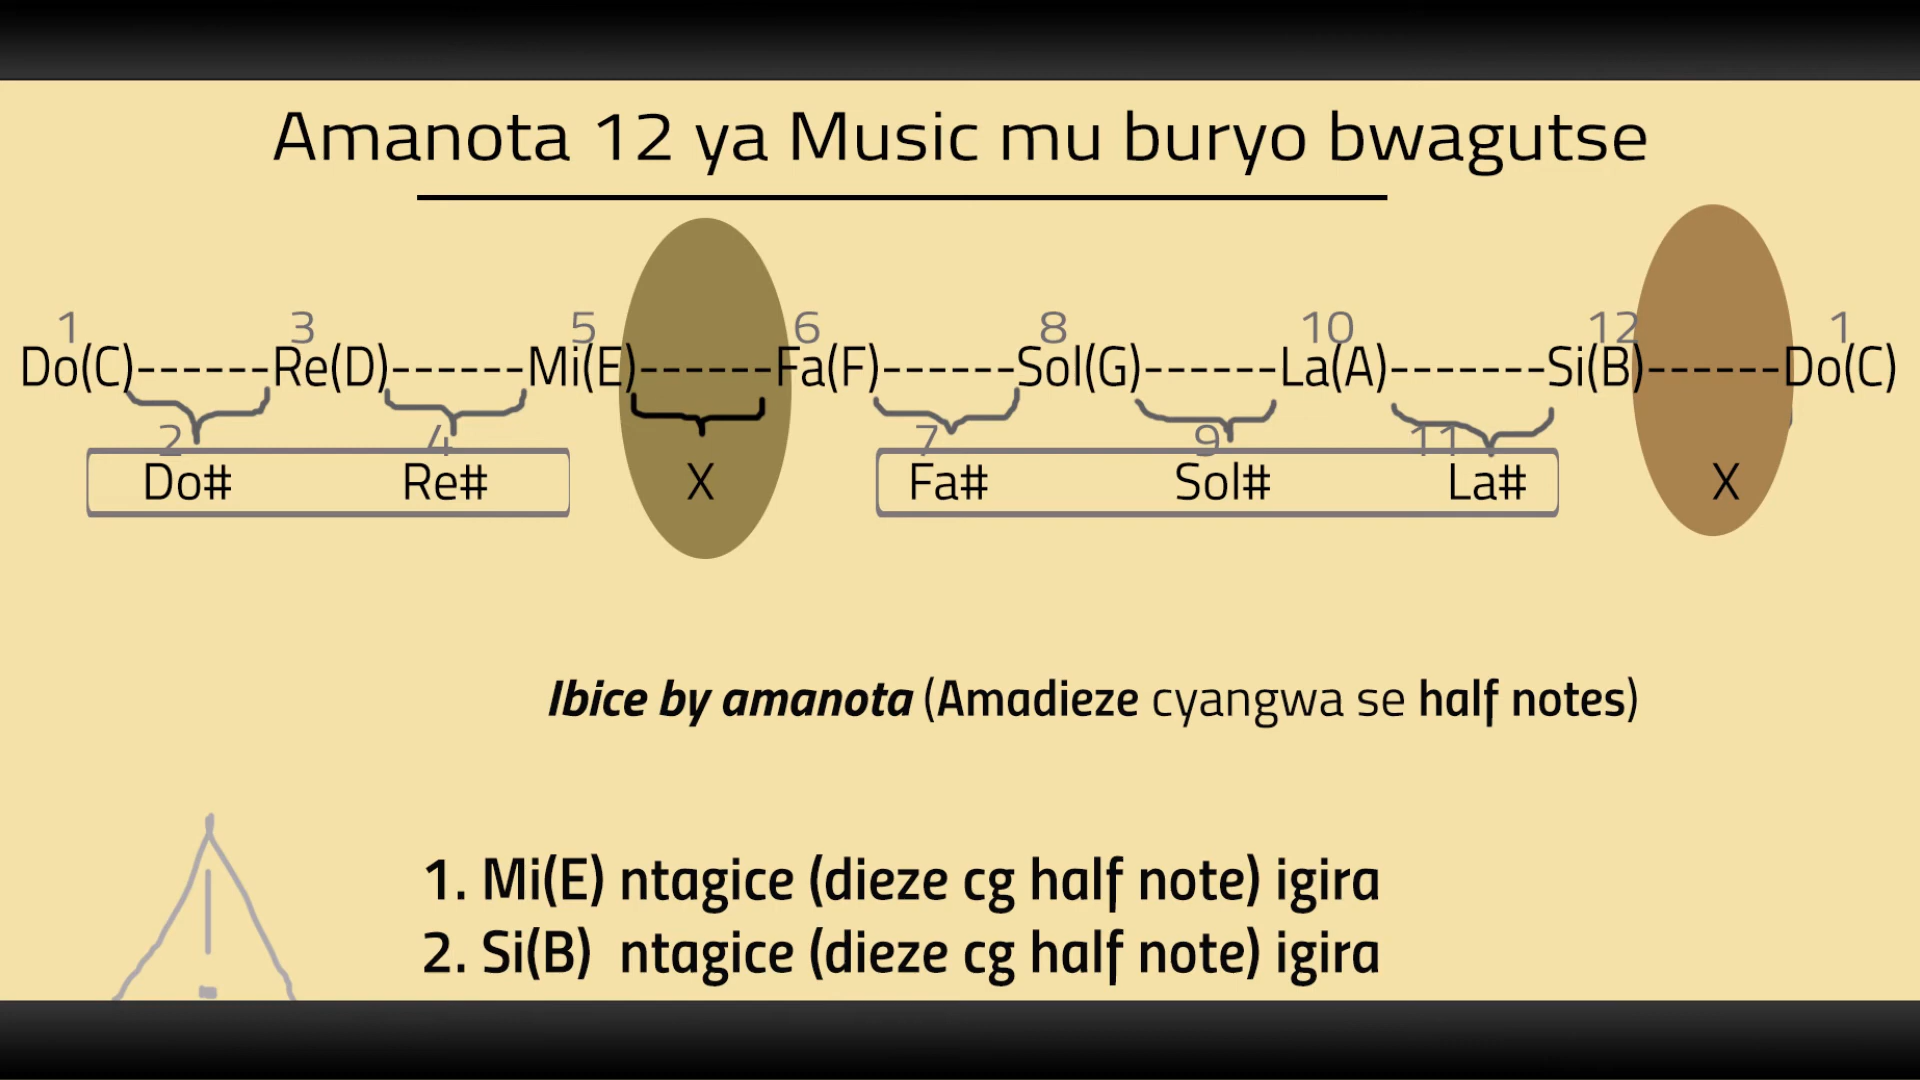 Amanota 12 ya Music mu buryo bwagutse
1 3 5 6 8 10 12 1
Do(C)------Re(D)------Mi(E)------Fa(F)------Sol(G)------La(A)-------Si(B)------Do(C)
2 4 7 9 11
Do# Re# X Fa# Sol# La# X
Ibice by amanota (Amadieze cyangwa se half notes)
1. Mi(E) ntagice (dieze cg half note) igira
2. Si(B) ntagice (dieze cg half note) igira